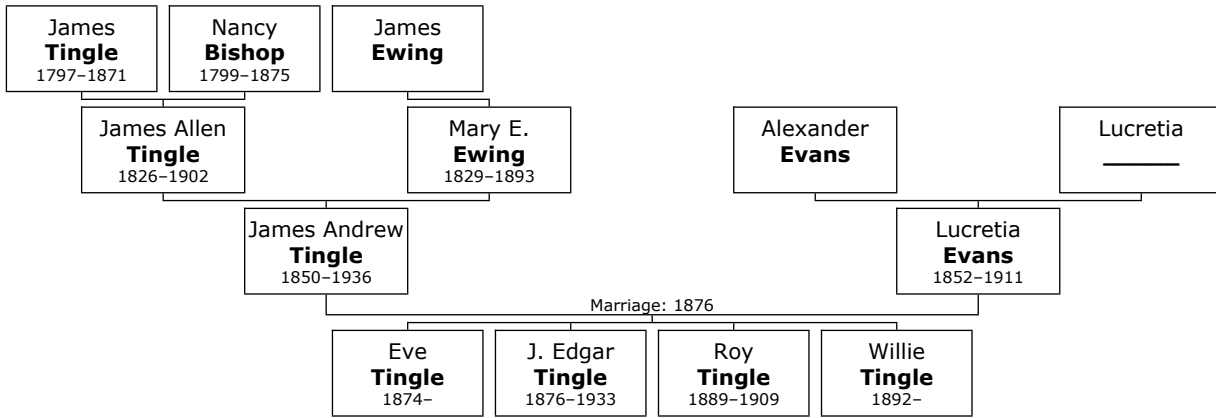 James
Tingle
1797–1871
Nancy
Bishop
1799–1875
James
Ewing
James Allen
Tingle
1826–1902
Mary E.
Ewing
1829–1893
Alexander
Evans
Lucretia
______
James Andrew
Tingle
1850–1936
Lucretia
Evans
1852–1911
Marriage: 1876
Eve
Tingle
1874–
J. Edgar
Tingle
1876–1933
Roy
Tingle
1889–1909
Willie
Tingle
1892–